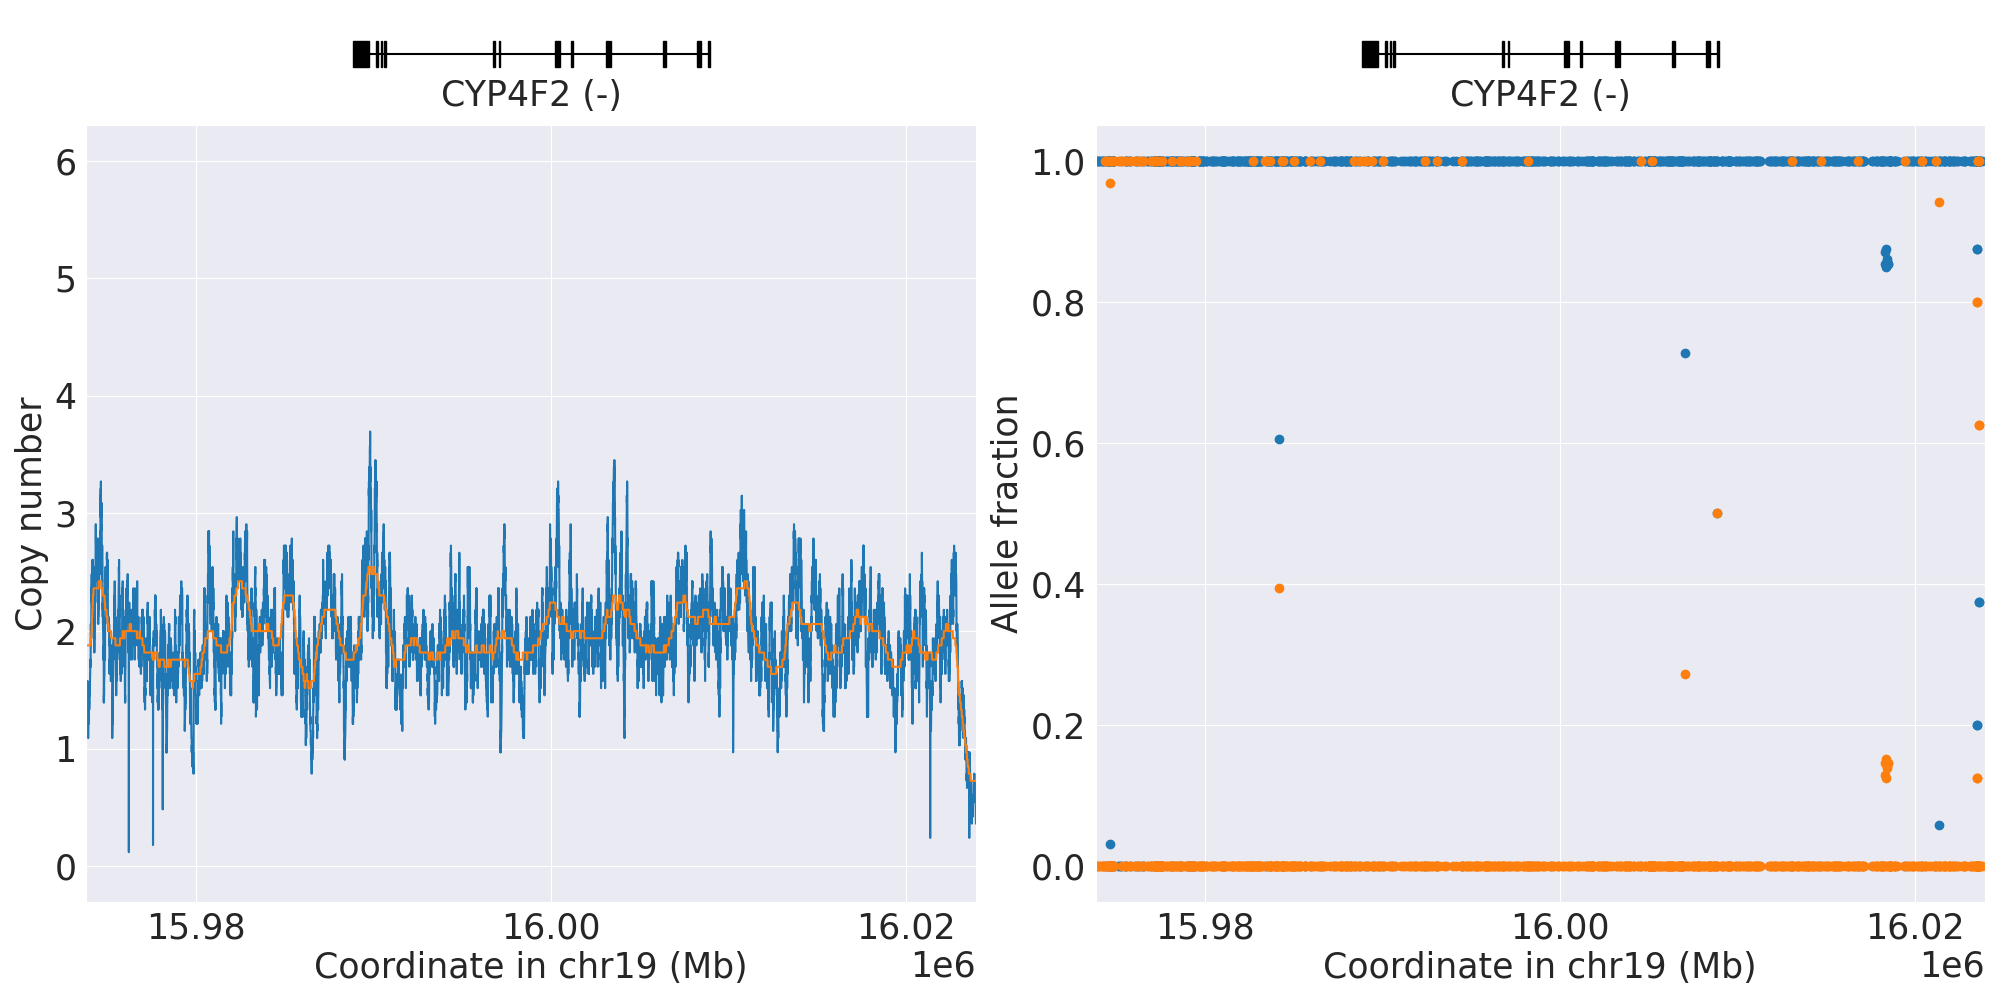 CYP4F2 (-)
6
5
4
3
2
1
0
Copy number
15.98
16.00
16.02
Coordinate in chr19 (Mb)
1e6
CYP4F2 (-)
1.0
0.8
0.6
0.4
0.2
0.0
Allele fraction
15.98
16.00
16.02
Coordinate in chr19 (Mb)
1e6